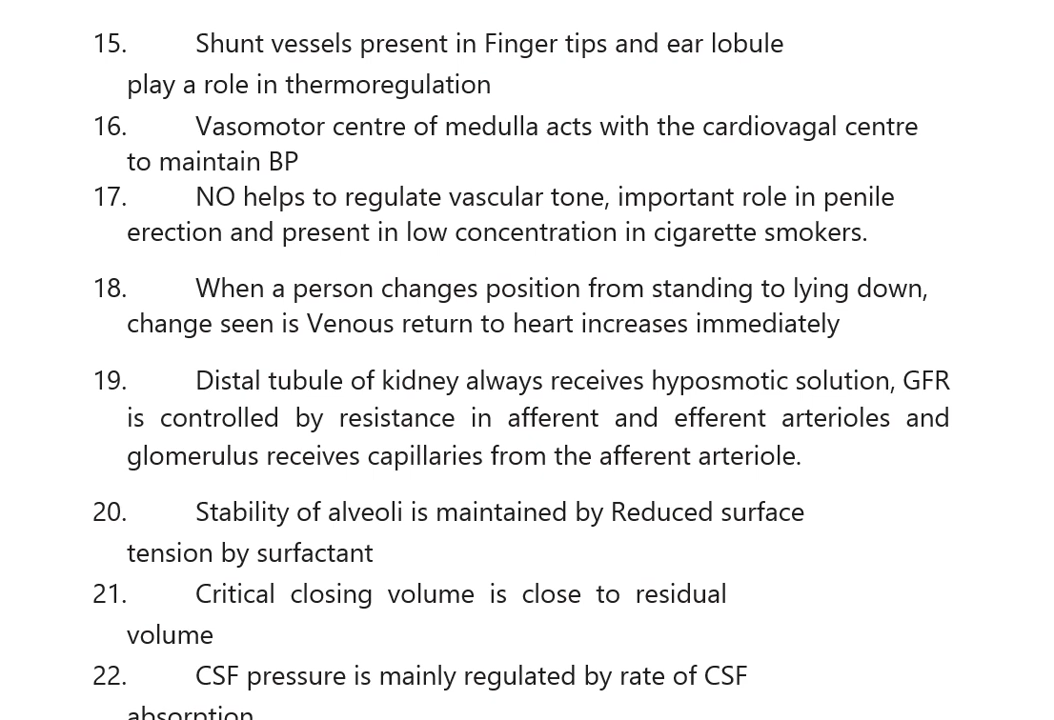 15. Shunt vessels present in Finger tips and ear lobule
play a role in thermoregulation
16. Vasomotor centre of medulla acts with the cardiovagal centre
to maintain BP
17. NO helps to regulate vascular tone, important role in penile
erection and present in low concentration in cigarette smokers.
18. When a person changes position from standing to lying down,
change seen is Venous return to heart increases immediately
19. Distal tubule of kidney always receives hyposmotic solution, GFR
is controlled by resistance in afferent and efferent arterioles and
glomerulus receives capillaries from the afferent arteriole.
20. Stability of alveoli is maintained by Reduced surface
tension by surfactant
21. Critical closing volume is close to residual
volume
22. CSF pressure is mainly regulated by rate of CSF
absorption